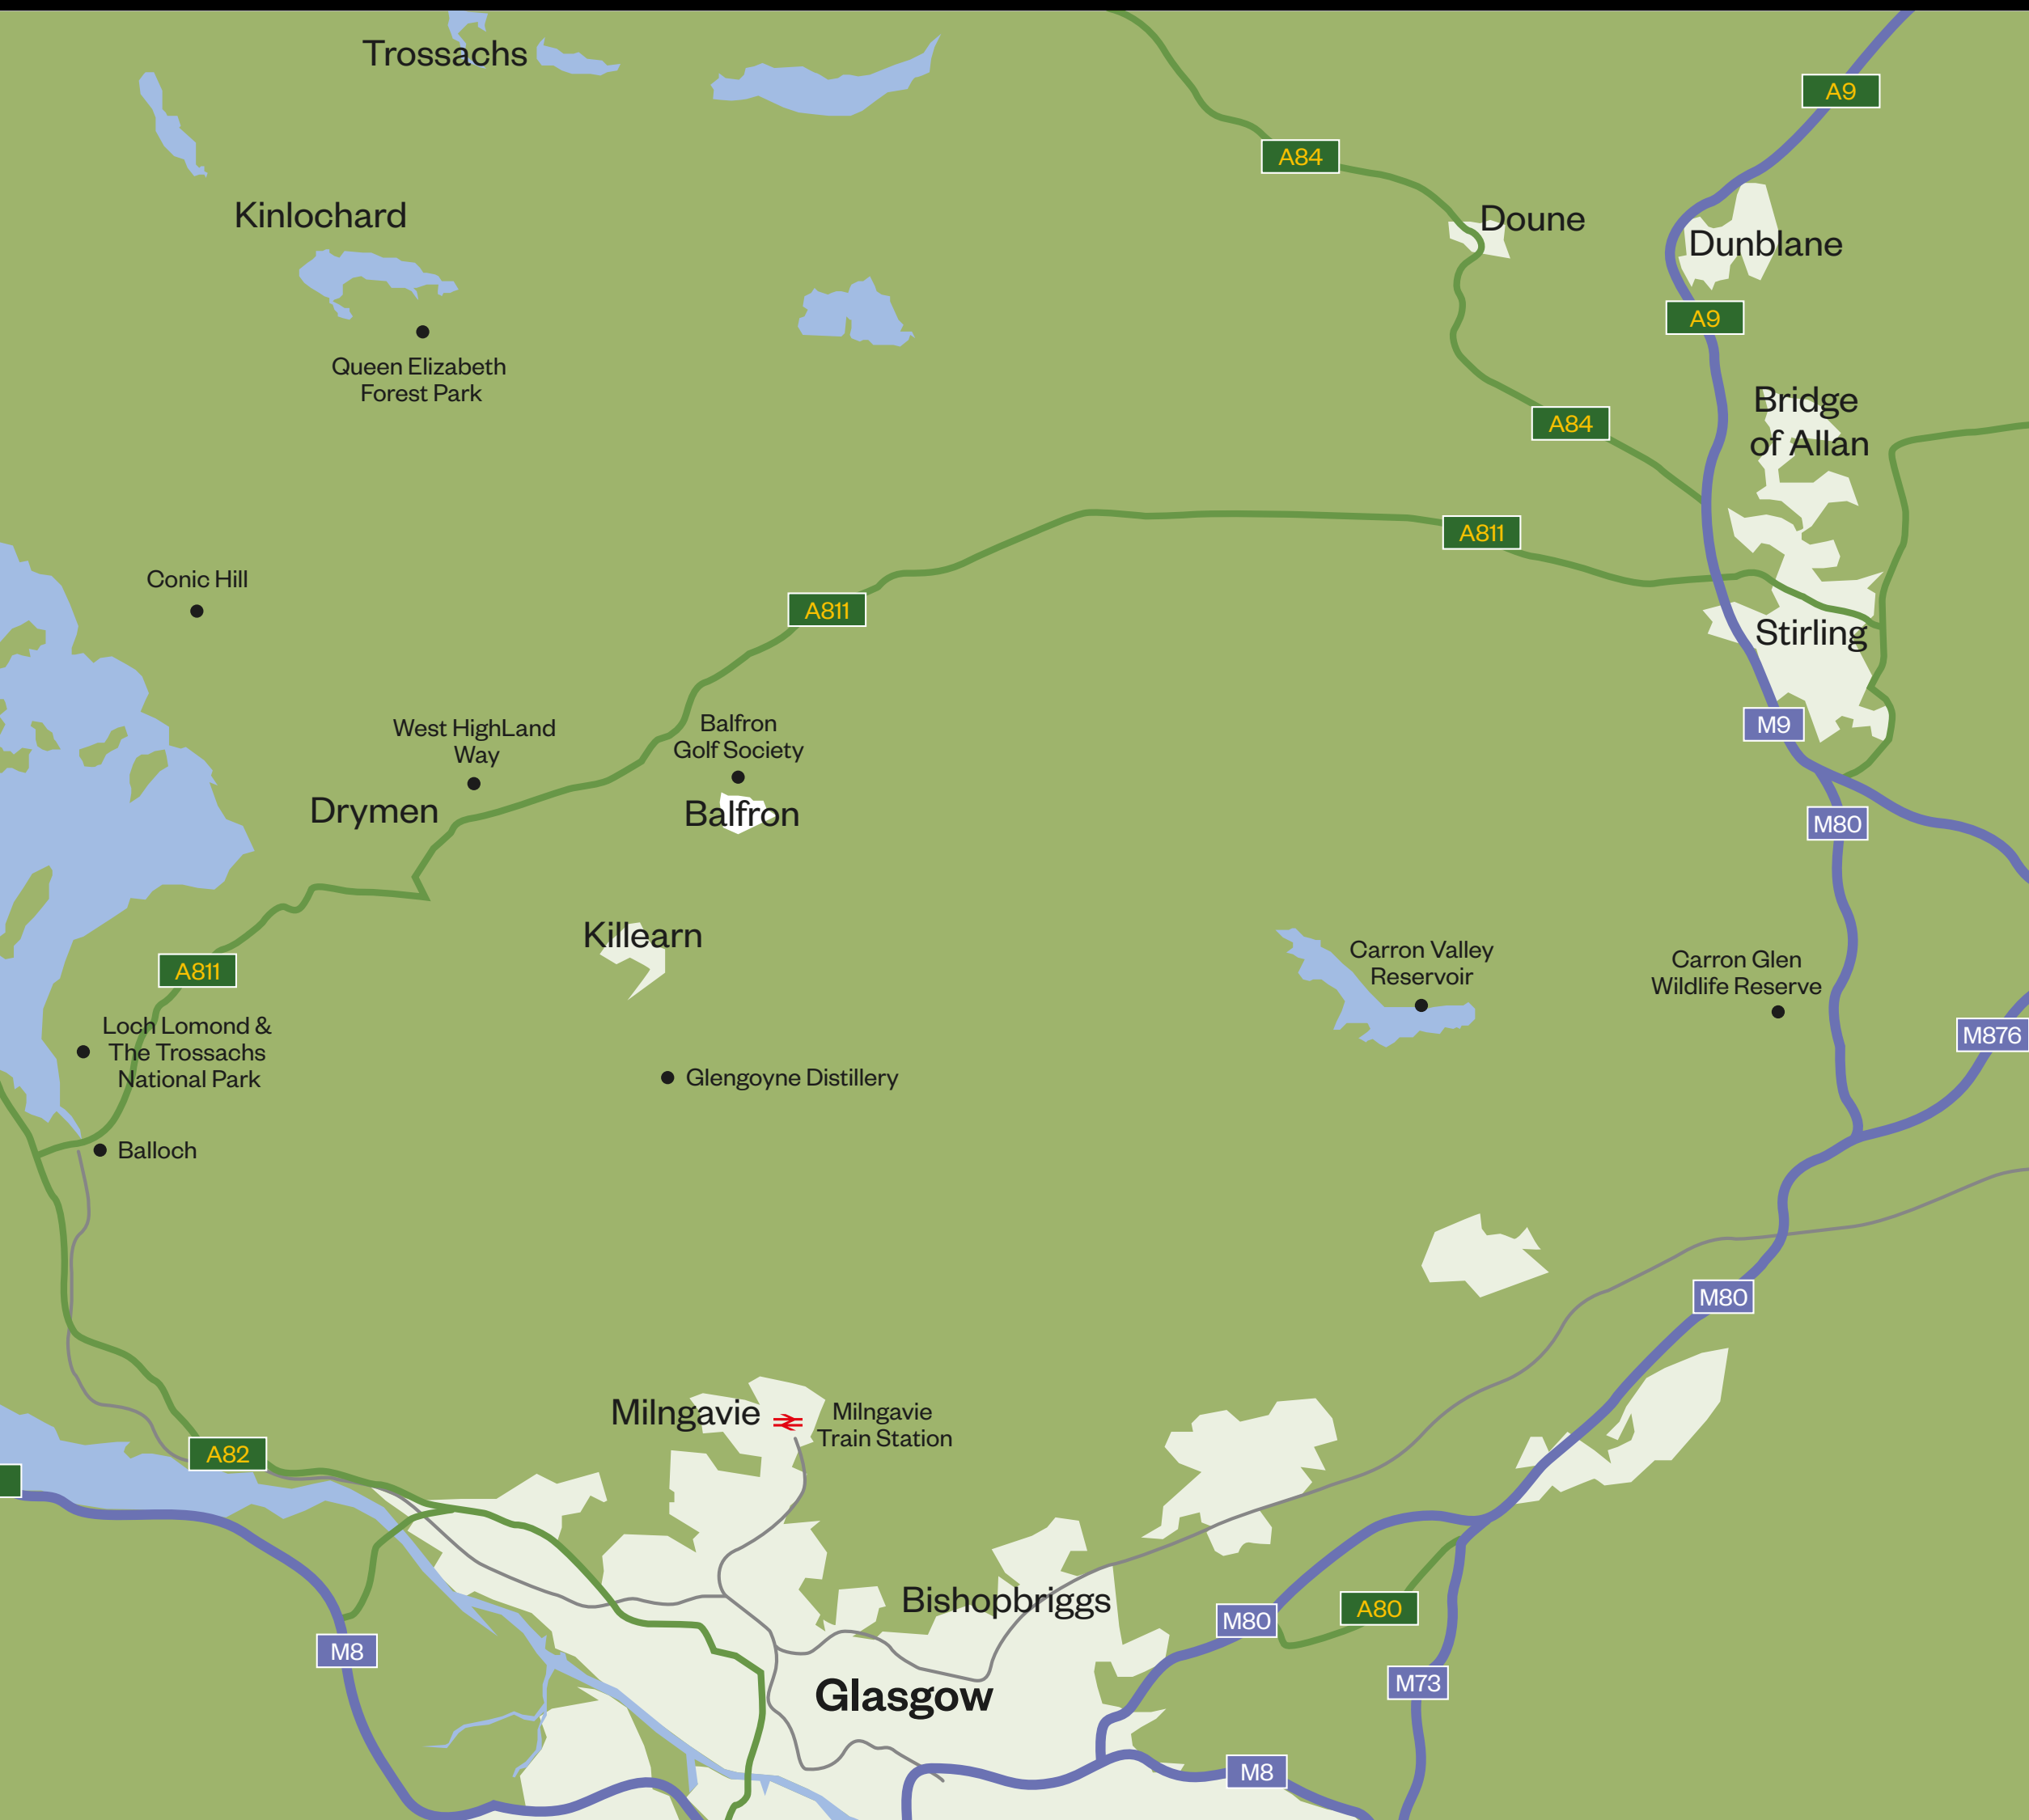 Trossachs
A9
A84
Kinlochard
Doune
Dunblane
A9
Queen Elizabeth
Forest Park
Bridge
of Allan
A84
A811
Conic Hill
A811
Stirling
West HighLand
Way
Balfron
Golf Society
M9
Drymen
Balfron
M80
Killearn
Carron Valley
Reservoir
Carron Glen
Wildlife Reserve
A811
Loch Lomond &
The Trossachs
National Park
M876
Glengoyne Distillery
Balloch
M80
Milngavie
Milngavie
Train Station
A82
Bishopbriggs
M80
A80
M8
M73
Glasgow
M8